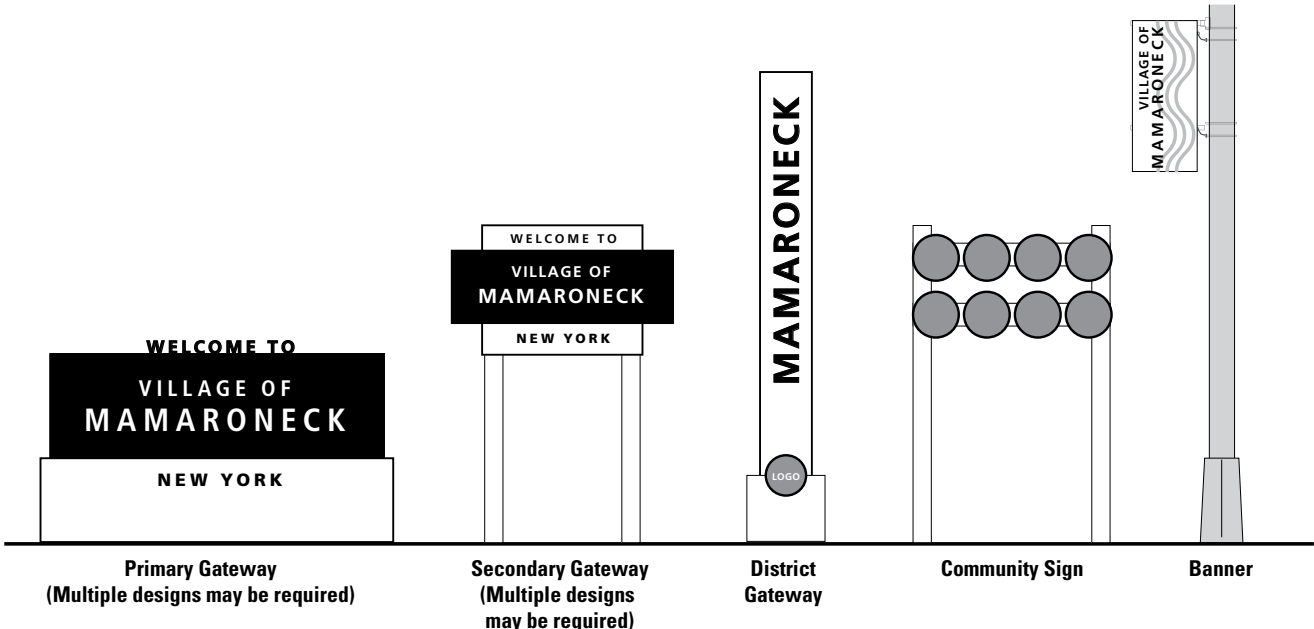 WELCOME TO
VILLAGE OF
MAMARONECK
NEW YORK
Primary Gateway
(Multiple designs may be required)
WELCOME TO
VILLAGE OF
MAMARONECK
NEW YORK
Secondary Gateway
(Multiple designs
may be required)
MAMARONECK
LOGO
District
Gateway
Community Sign
VILLAGE OF
MAMARONECK
Banner